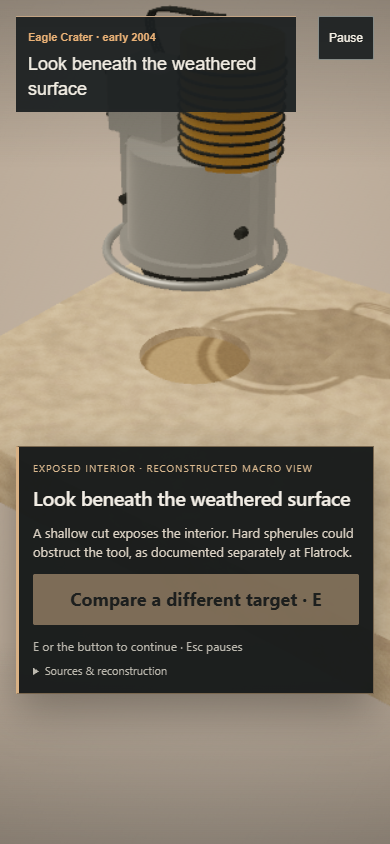 Eagle Crater · early 2004
Look beneath the weathered
surface
Pause
EXPOSED INTERIOR · RECONSTRUCTED MACRO VIEW
Look beneath the weathered surface
A shallow cut exposes the interior. Hard spherules could
obstruct the tool, as documented separately at Flatrock.
Compare a different target · E
E or the button to continue · Esc pauses
▶ Sources & reconstruction